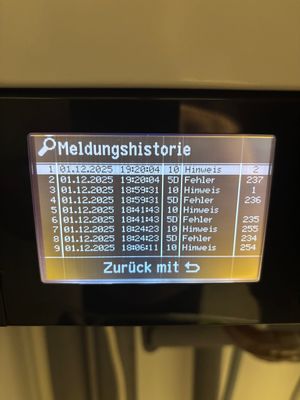 Meldungshistorie
1 01.12.2025 19:20:04 10 Hinweis 2
2 01.12.2025 19:20:04 5D Fehler 237
3 01.12.2025 18:59:31 10 Hinweis 1
4 01.12.2025 18:59:31 5D Fehler 236
5 01.12.2025 18:41:43 10 Hinweis
6 01.12.2025 18:41:43 5D Fehler 235
7 01.12.2025 18:24:23 10 Hinweis 255
8 01.12.2025 18:24:23 5D Fehler 234
9 01.12.2025 18:06:11 10 Hinweis 254
Zurück mit